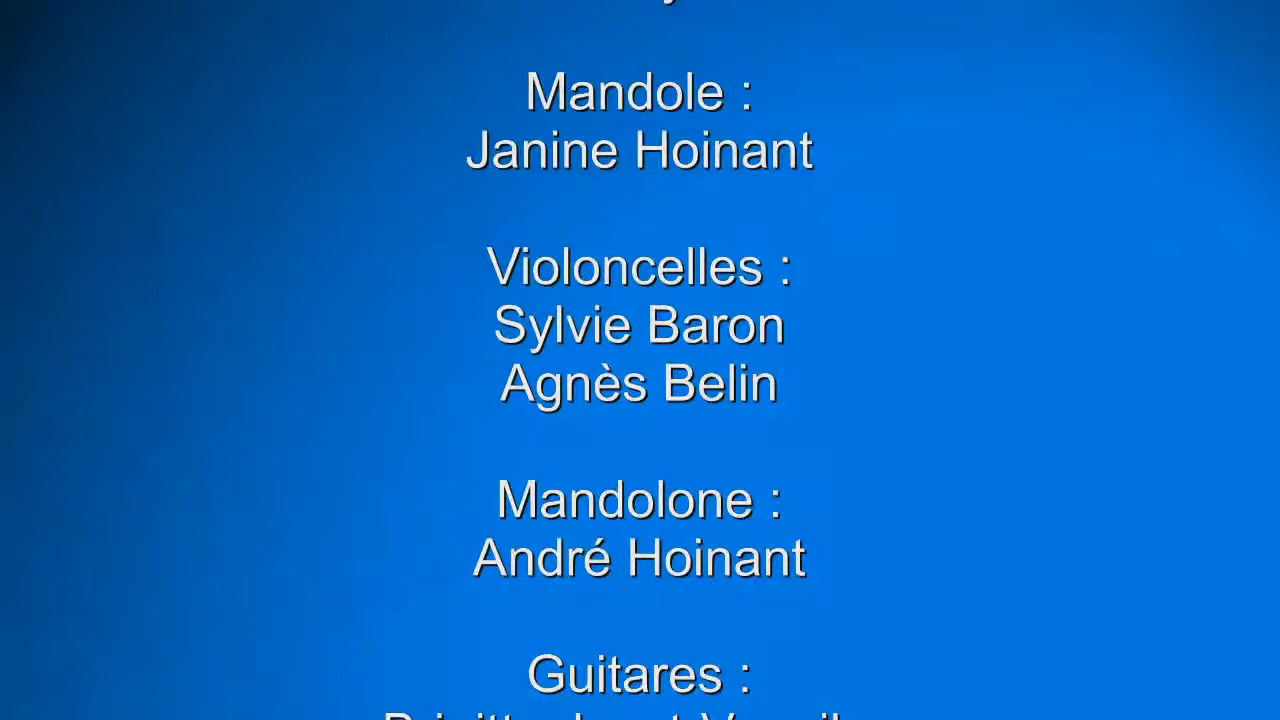 Mandole :
Janine Hoinant
Violoncelles :
Sylvie Baron
Agnès Belin
Mandolone :
André Hoinant
Guitares :